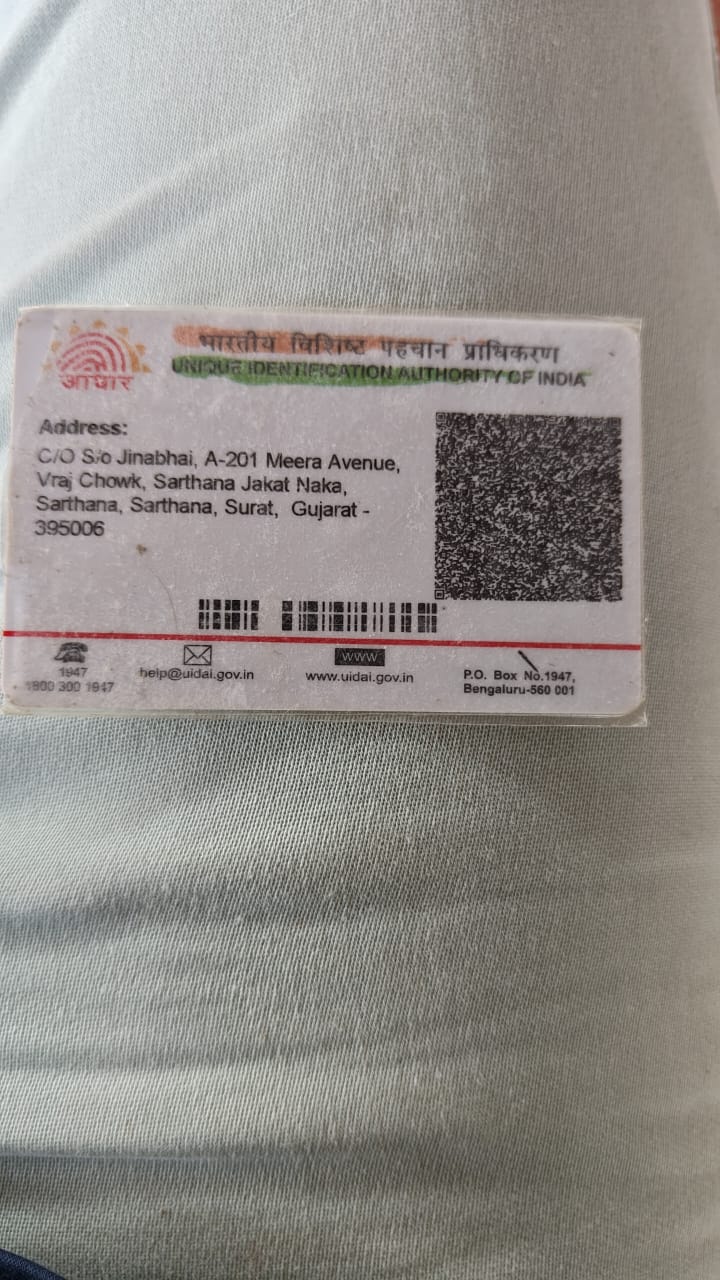 भारतीय विशिष्ट पहचान प्राधिकरण
UNIQUE IDENTIFICATION AUTHORITY OF INDIA
आधार
Address:
C/O S/o Jinabhai, A-201 Meera Avenue,
Vraj Chowk, Sarthana Jakat Naka,
Sarthana, Sarthana, Surat, Gujarat -
395006
1947
1800 300 1947
help@uidai.gov.in
WWW
www.uidai.gov.in
P.O. Box No.1947,
Bengaluru-560 001